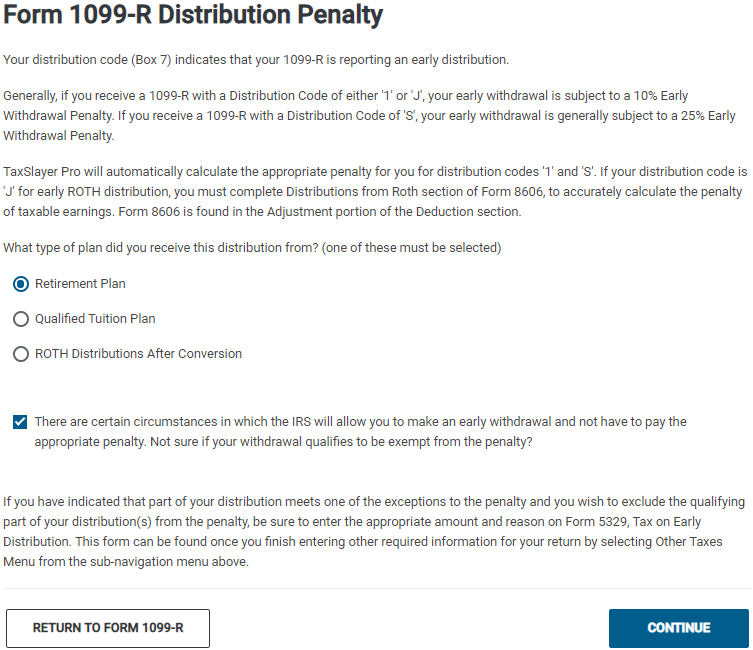 Form 1099-R Distribution Penalty
Your distribution code (Box 7) indicates that your 1099-R is reporting an early distribution.
Generally, if you receive a 1099-R with a Distribution Code of either '1' or 'J', your early withdrawal is subject to a 10% Early
Withdrawal Penalty. If you receive a 1099-R with a Distribution Code of 'S', your early withdrawal is generally subject to a 25% Early
Withdrawal Penalty.
TaxSlayer Pro will automatically calculate the appropriate penalty for you for distribution codes '1' and 'S'. If your distribution code is
'J' for early ROTH distribution, you must complete Distributions from Roth section of Form 8606, to accurately calculate the penalty
of taxable earnings. Form 8606 is found in the Adjustment portion of the Deduction section.
What type of plan did you receive this distribution from? (one of these must be selected)
Retirement Plan
Qualified Tuition Plan
ROTH Distributions After Conversion
There are certain circumstances in which the IRS will allow you to make an early withdrawal and not have to pay the
appropriate penalty. Not sure if your withdrawal qualifies to be exempt from the penalty?
If you have indicated that part of your distribution meets one of the exceptions to the penalty and you wish to exclude the qualifying
part of your distribution(s) from the penalty, be sure to enter the appropriate amount and reason on Form 5329, Tax on Early
Distribution. This form can be found once you finish entering other required information for your return by selecting Other Taxes
Menu from the sub-navigation menu above.
RETURN TO FORM 1099-R
CONTINUE